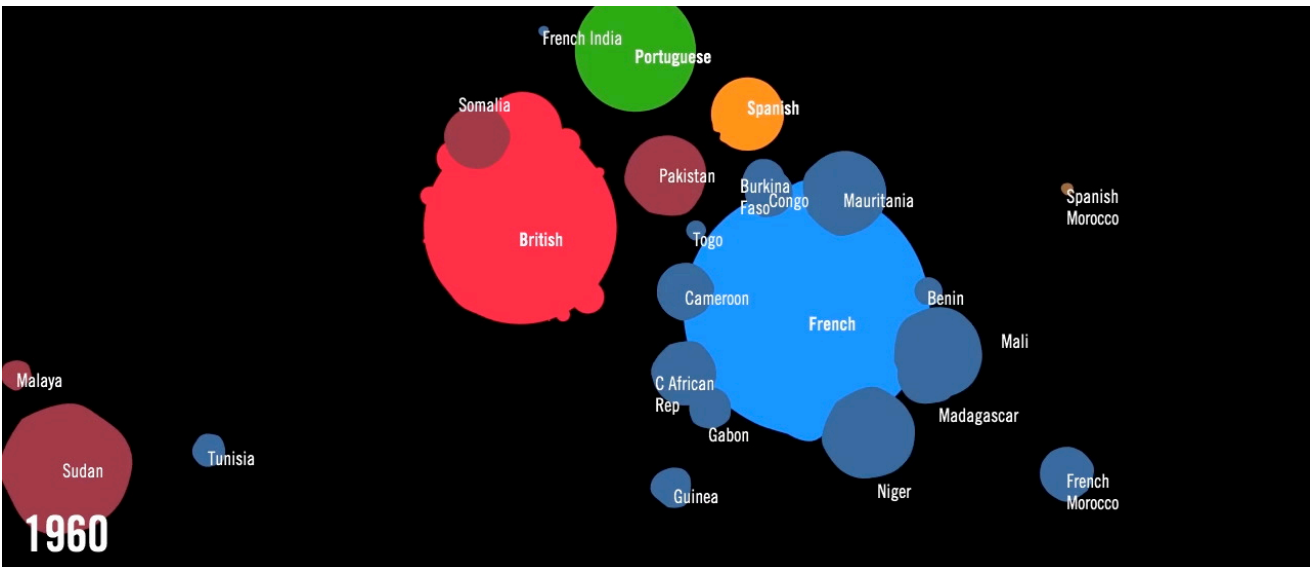 French India
Portuguese
Somalia
Spanish
Pakistan
Burkina
Faso
Congo
Mauritania
Spanish
Morocco
Togo
British
Cameroon
Benin
French
Mali
Malaya
C African
Rep
Madagascar
Gabon
Sudan
Tunisia
Guinea
Niger
French
Morocco
1960